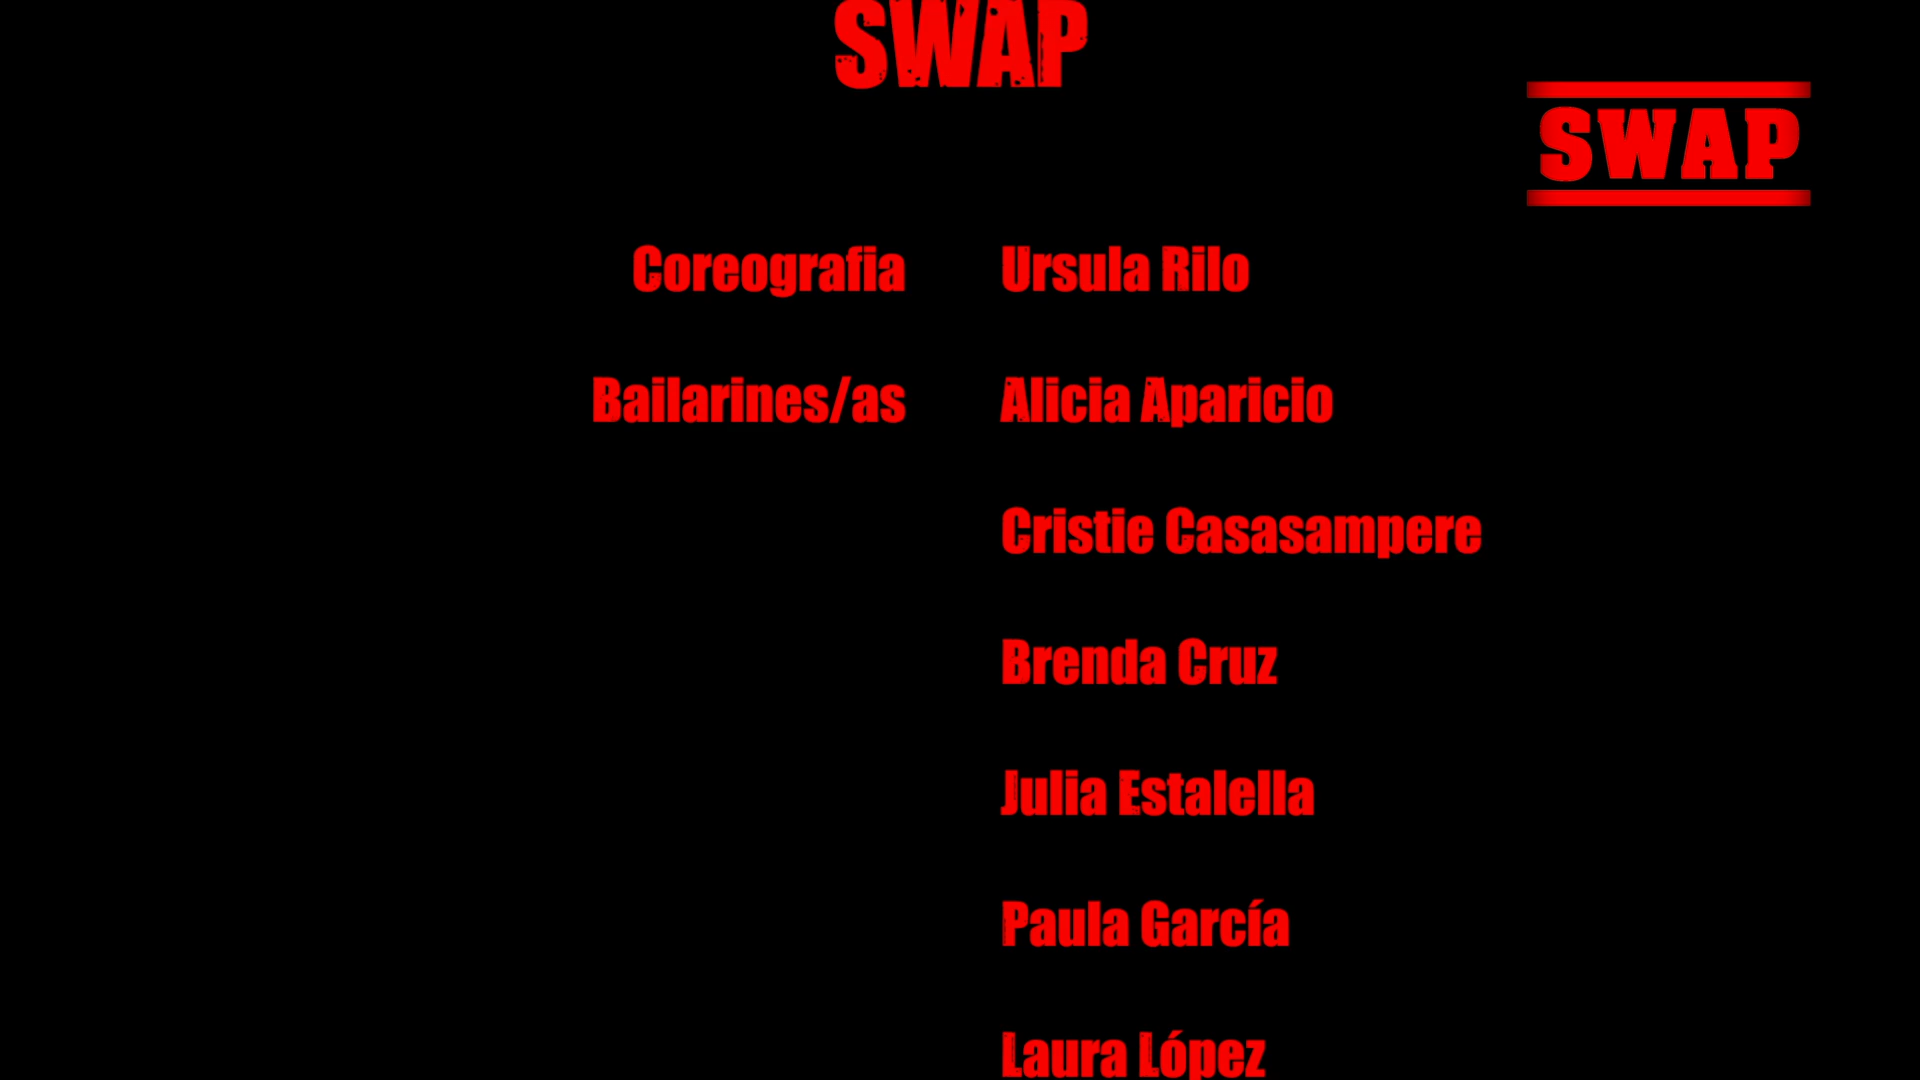 SWAP
SWAP
Coreografia Ursula Rilo
Bailarines/as Alicia Aparicio
Cristie Casasampere
Brenda Cruz
Julia Estalella
Paula García
Laura López